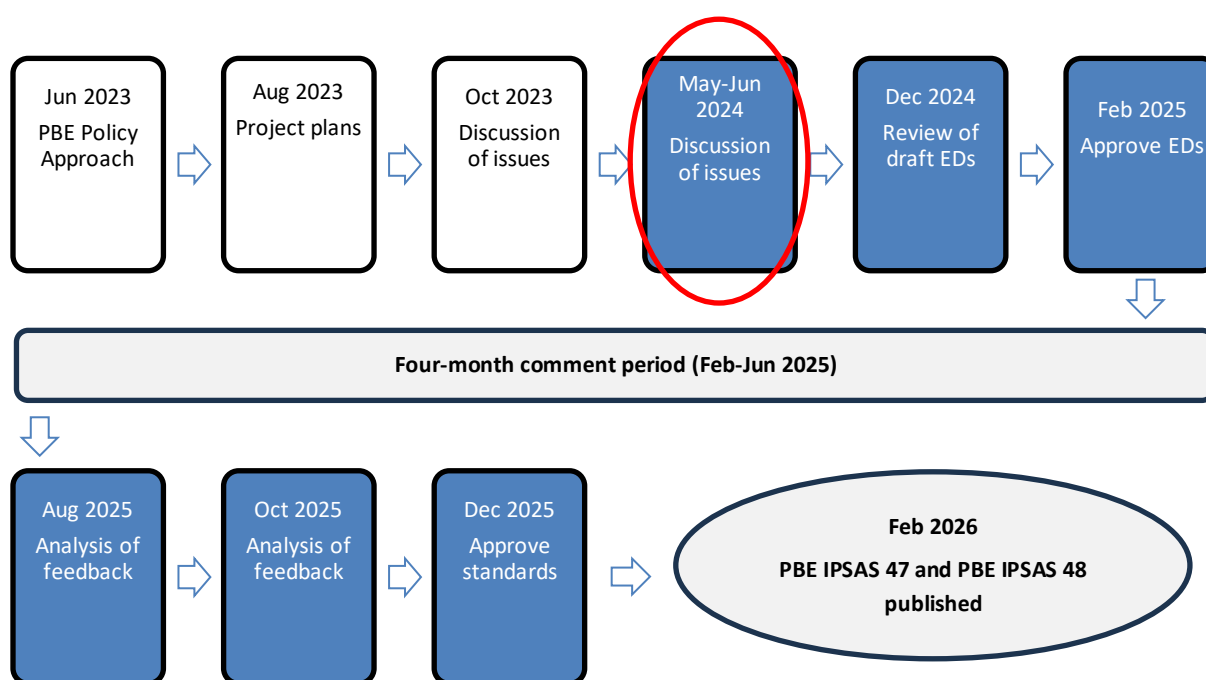 Jun 2023
PBE Policy
Approach
Aug 2023
Project plans
Oct 2023
Discussion
of issues
May-Jun
2024
Discussion
of issues
Dec 2024
Review of
draft EDs
Feb 2025
Approve EDs
Four-month comment period (Feb-Jun 2025)
Aug 2025
Analysis of
feedback
Oct 2025
Analysis of
feedback
Dec 2025
Approve
standards
Feb 2026
PBE IPSAS 47 and PBE IPSAS 48
published